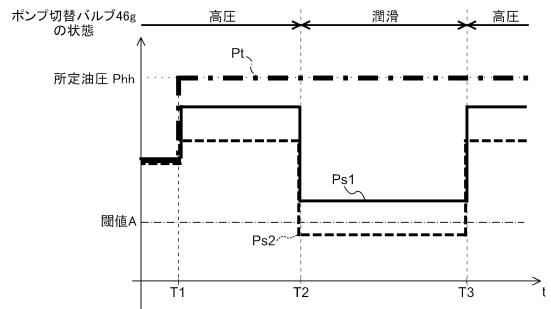 ポンプ切替バルブ46g
の状態
高圧
潤滑
高圧
Pt
所定油圧 Phh
Ps1
閾値A
Ps2
T1
T2
T3
t